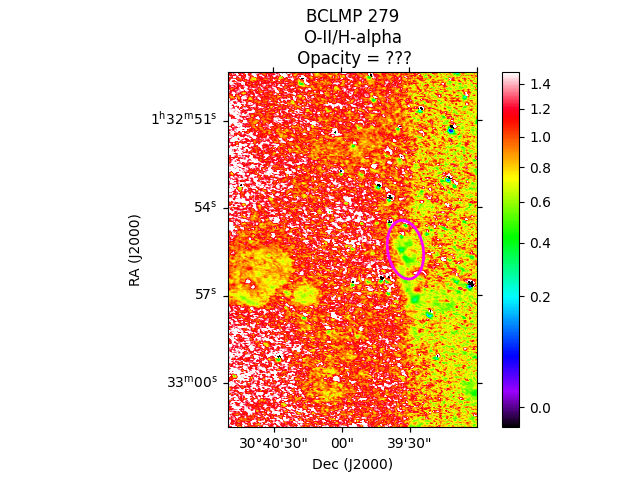 BCLMP 279
O-II/H-alpha
Opacity = ???
1ʰ32ᵐ51ˢ
54ˢ
57ˢ
33ᵐ00ˢ
RA (J2000)
30°40'30"
00"
39'30"
Dec (J2000)
1.4
1.2
1.0
0.8
0.6
0.4
0.2
0.0